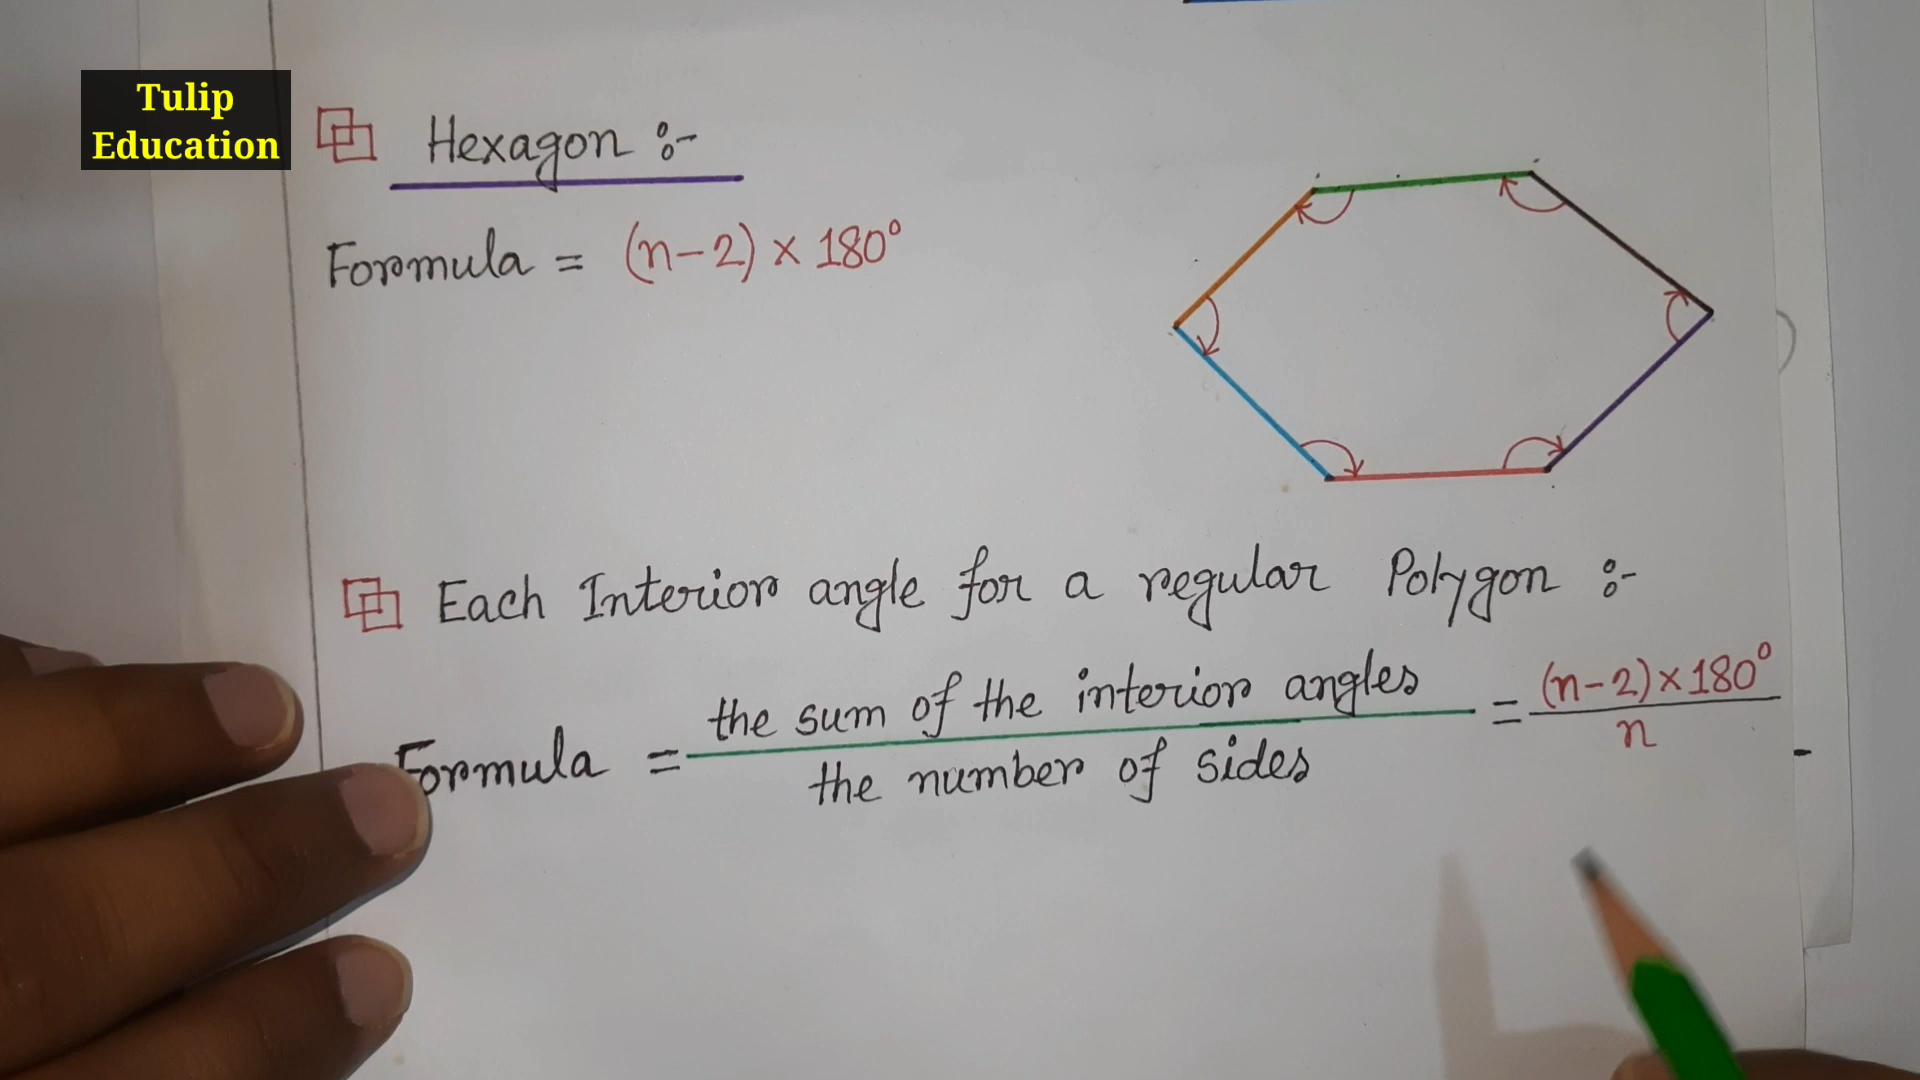 Tulip
Education
Hexagon :-
Formula = (n-2) × 180°
Each Interior angle for a regular Polygon :-
Formula = the sum of the interior angles / the number of sides = (n-2) × 180° / n